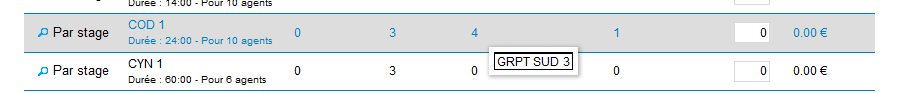 Durée : 14:00 - Pour 10 agents
Par stage COD 1 0 3 4 1 0 0.00 €
Durée : 24:00 - Pour 10 agents
GRPT SUD 3
Par stage CYN 1 0 3 0 0 0 0.00 €
Durée : 60:00 - Pour 6 agents